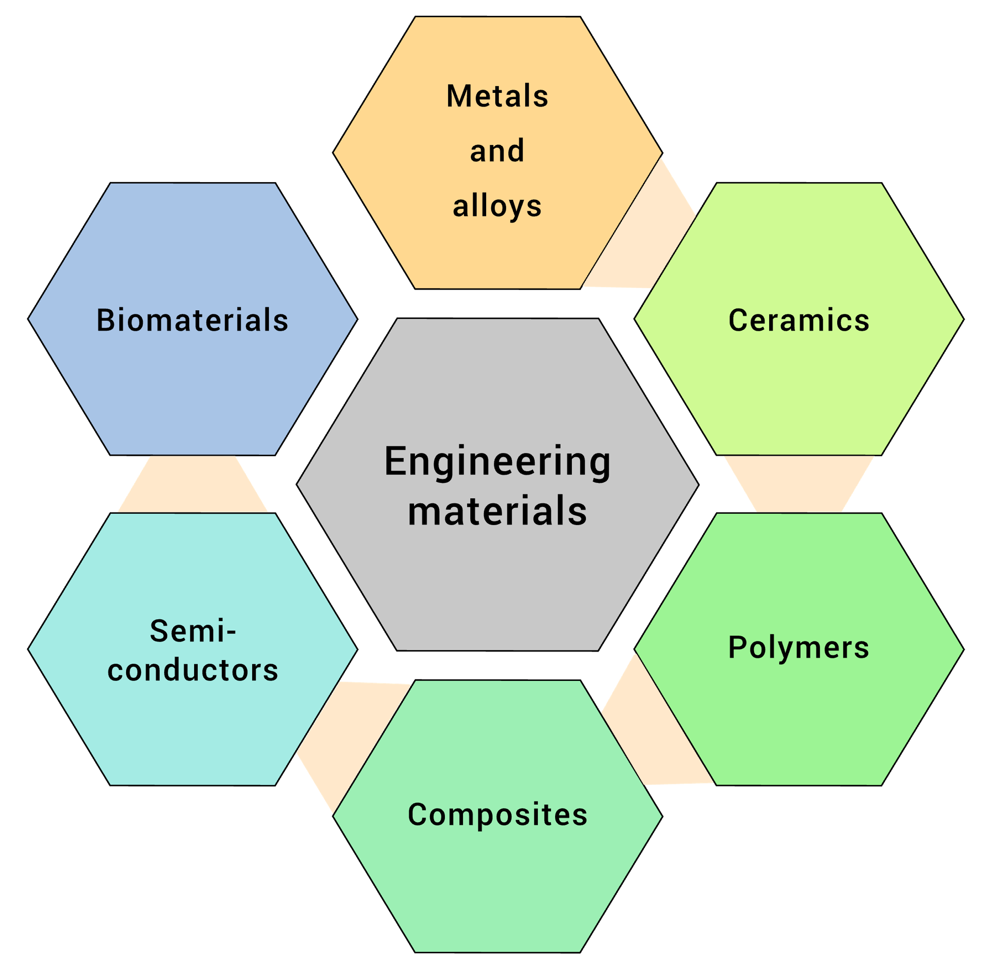 Metals
and
alloys
Biomaterials
Ceramics
Engineering
materials
Semi-
conductors
Polymers
Composites